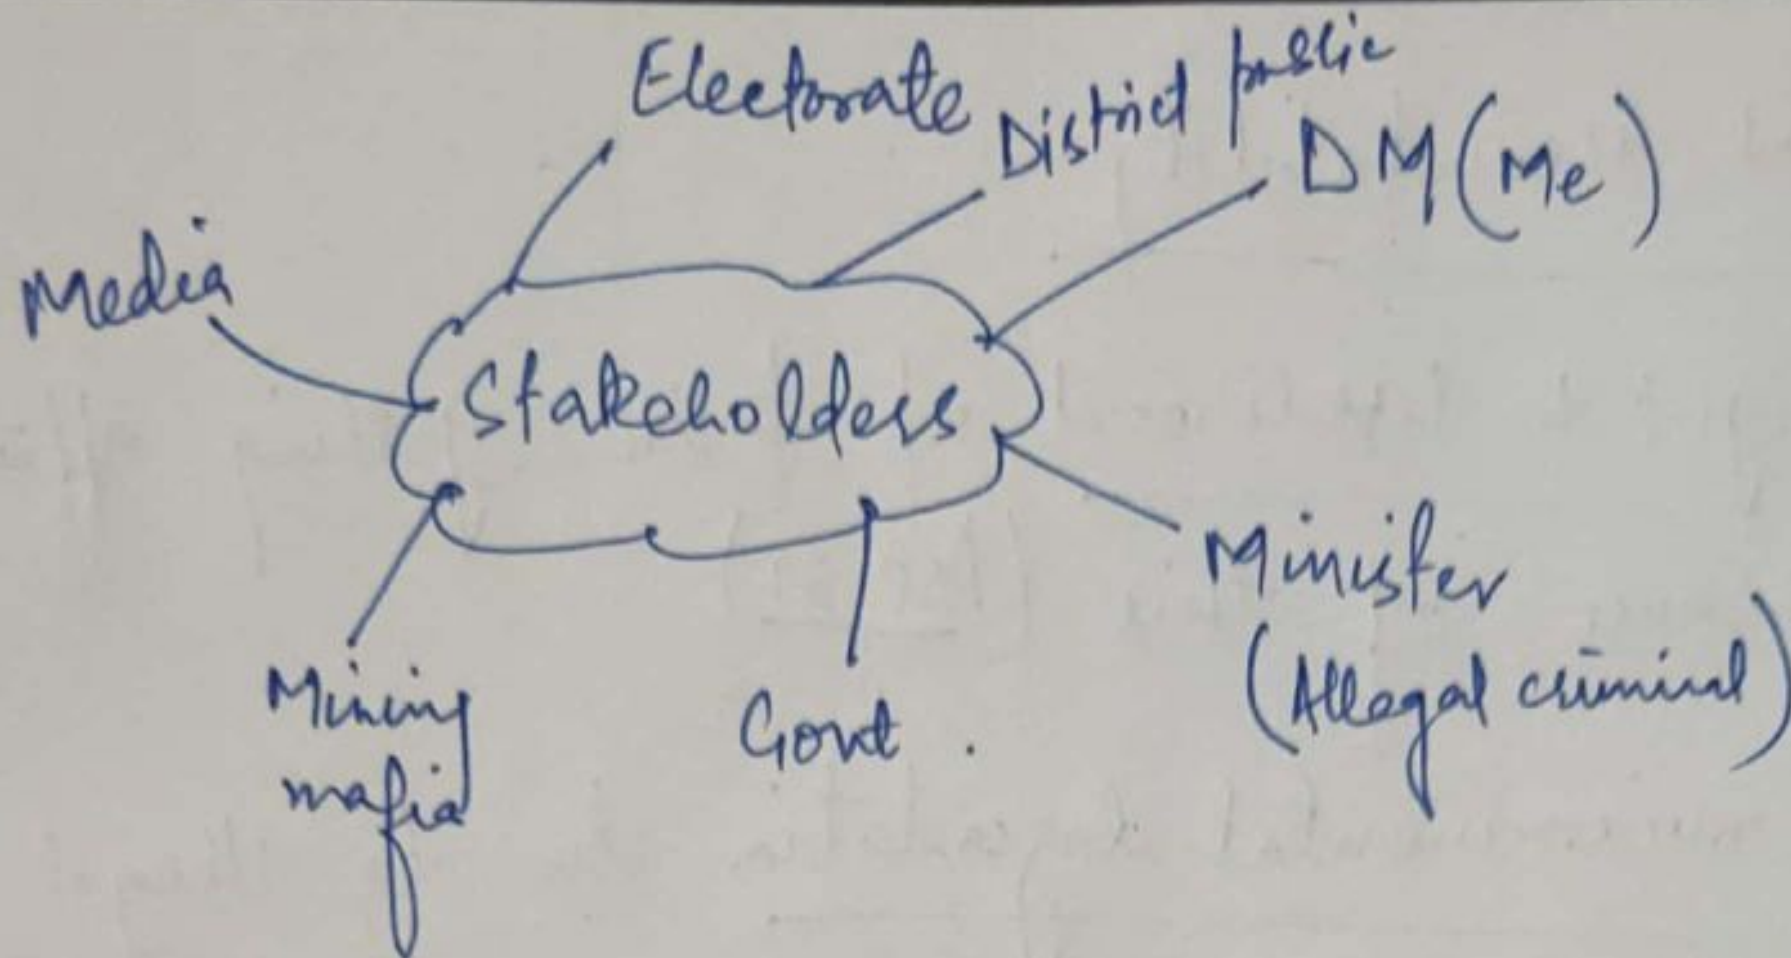 Electorate
District public
DM (Me)
Media
Stakeholders
Minister
(Allegal criminal)
Mining
mafia
Govt.